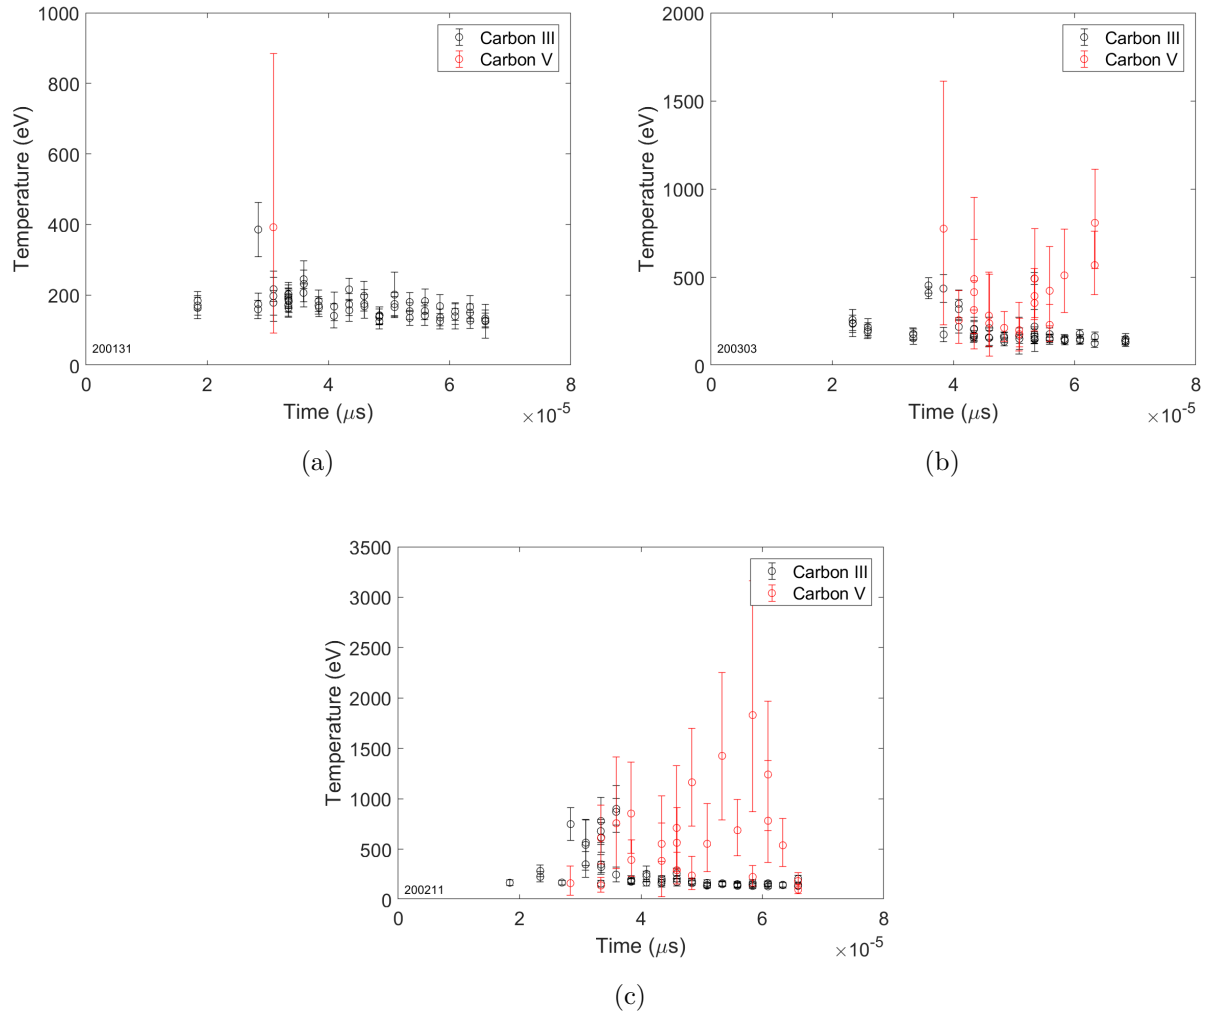 1000
800
600
400
200
0
Temperature (eV)
Carbon III
Carbon V
200131
0 2 4 6 8
×10-5
Time (μs)
(a)
2000
1500
1000
500
0
Temperature (eV)
Carbon III
Carbon V
200303
0 2 4 6 8
×10-5
Time (μs)
(b)
3500
3000
2500
2000
1500
1000
500
0
Temperature (eV)
Carbon III
Carbon V
200211
0 2 4 6 8
×10-5
Time (μs)
(c)